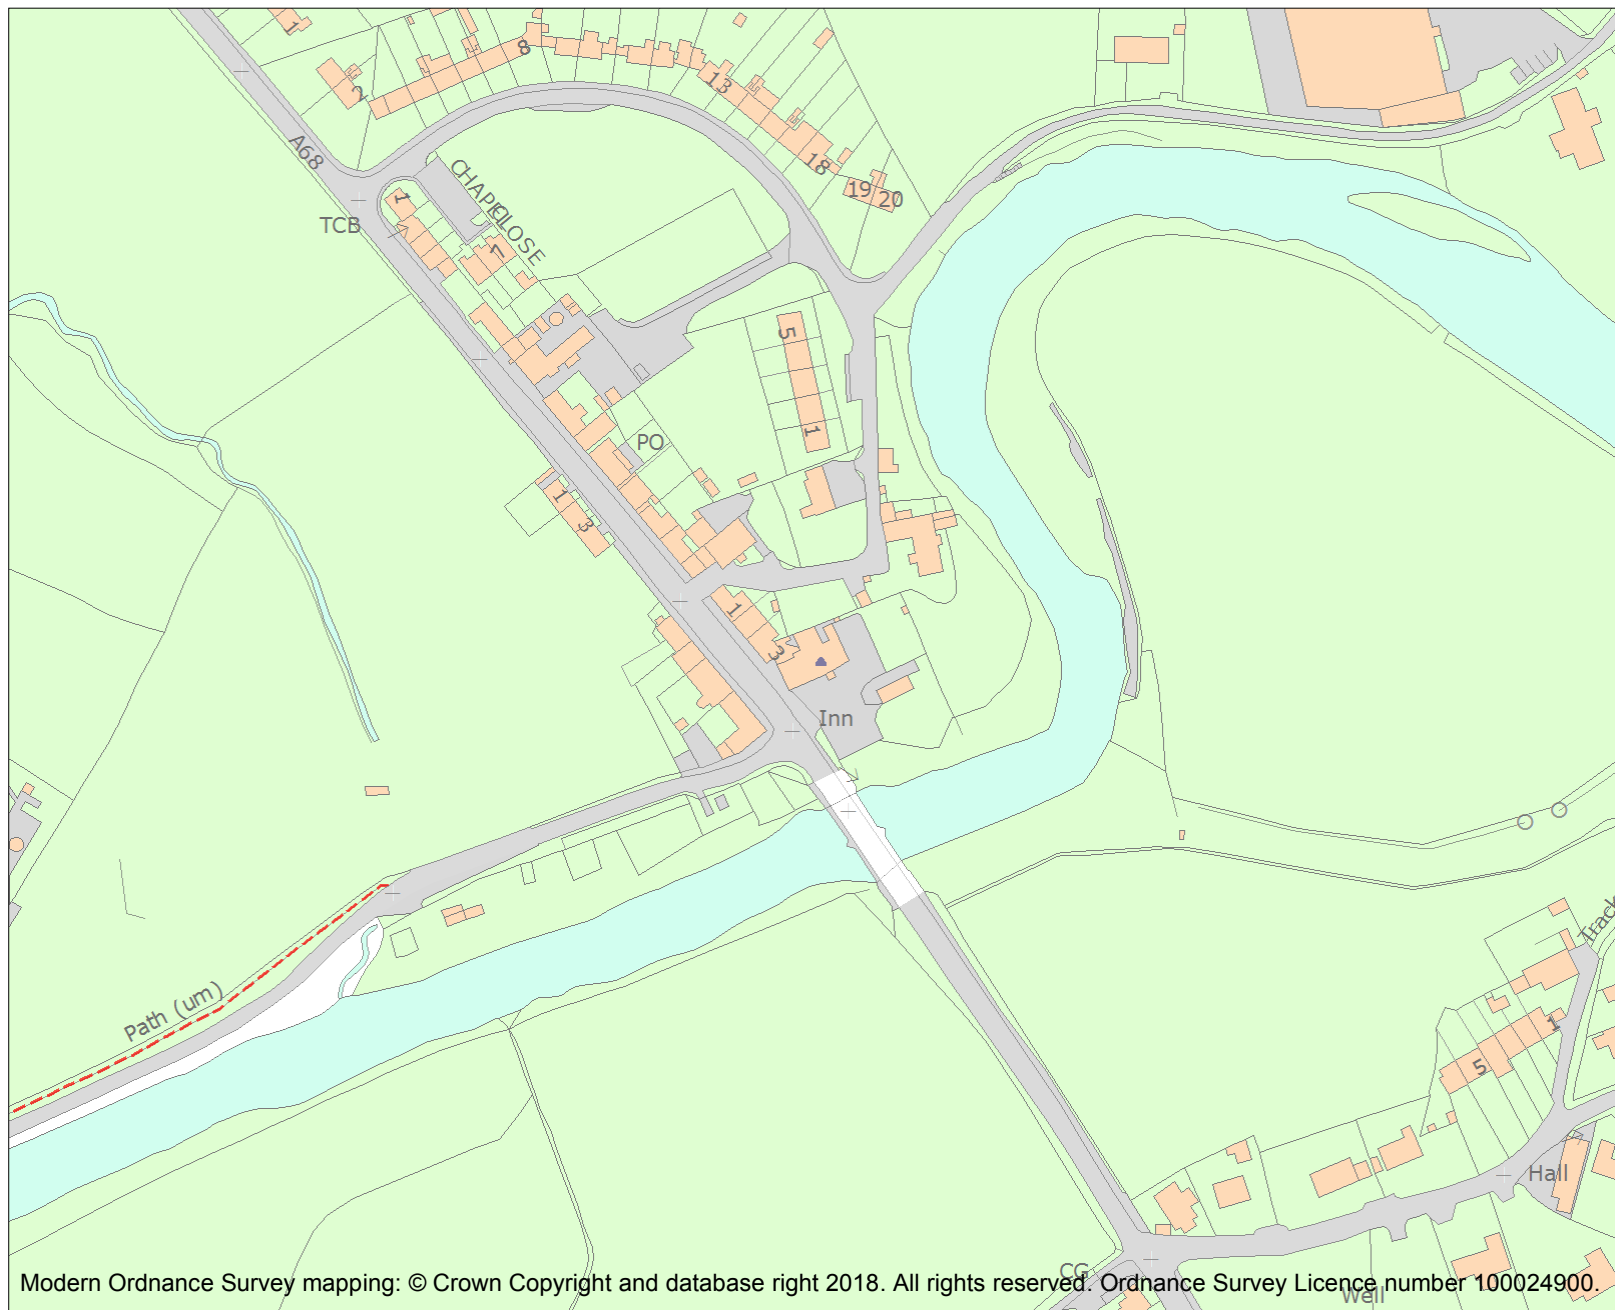 1
8
2
13
A68
CHAPEL
CLOSE
18
1
19 20
TCB
7
5
PO
1
1
3
1
3
Inn
Track
Path (um)
1
5
Hall
CG
Modern Ordnance Survey mapping: © Crown Copyright and database right 2018. All rights reserved. Ordnance Survey Licence number 100024900.
Well